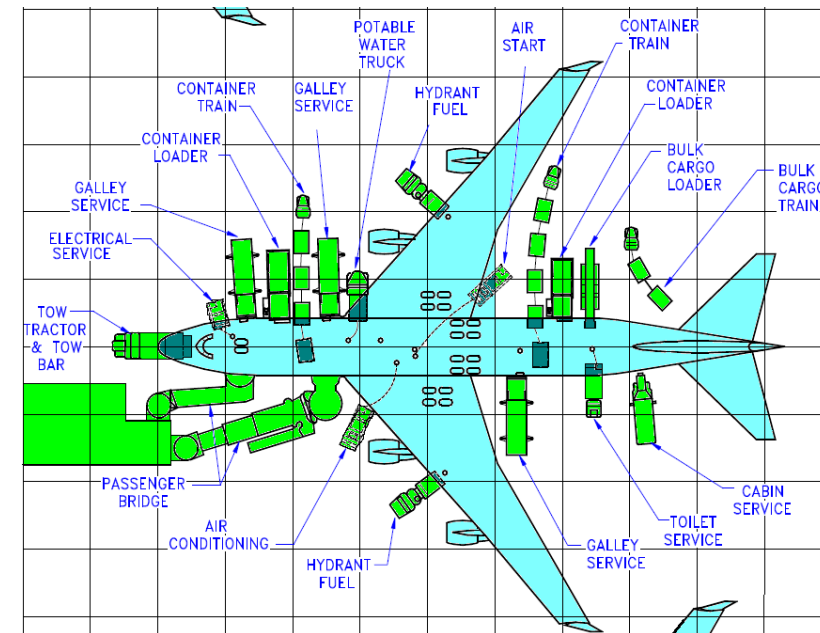 POTABLE
WATER
TRUCK
AIR
START
CONTAINER
TRAIN
CONTAINER
TRAIN
GALLEY
SERVICE
HYDRANT
FUEL
CONTAINER
LOADER
CONTAINER
LOADER
BULK
CARGO
LOADER
BULK
CARGO
TRAIN
GALLEY
SERVICE
ELECTRICAL
SERVICE
TOW
TRACTOR
& TOW
BAR
PASSENGER
BRIDGE
AIR
CONDITIONING
HYDRANT
FUEL
GALLEY
SERVICE
TOILET
SERVICE
CABIN
SERVICE